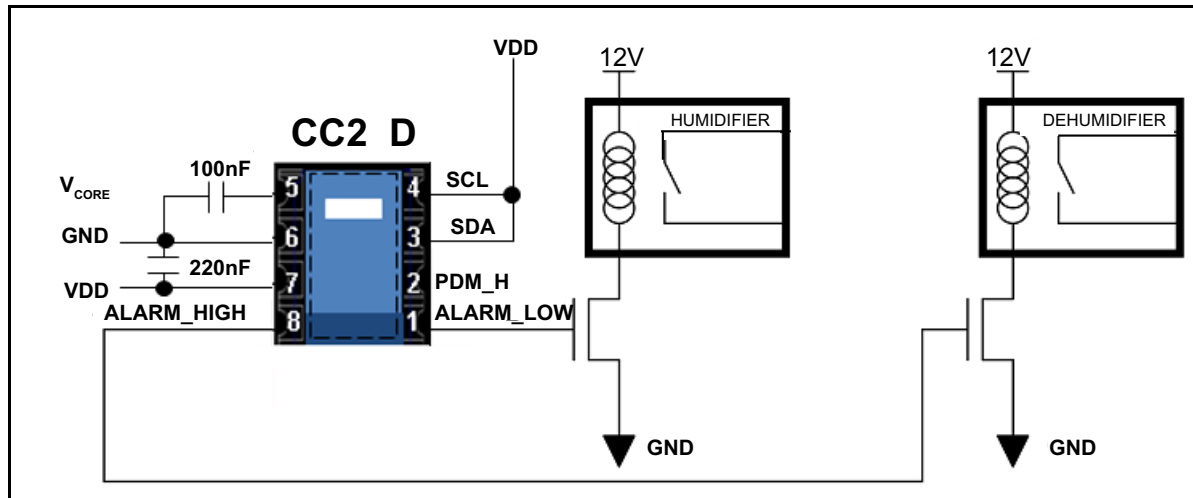 VDD
12V
12V
HUMIDIFIER
DEHUMIDIFIER
CC2 D
100nF
VCORE
5
4
SCL
GND
6
3
SDA
220nF
VDD
7
2
PDM_H
ALARM_HIGH
8
1
ALARM_LOW
GND
GND